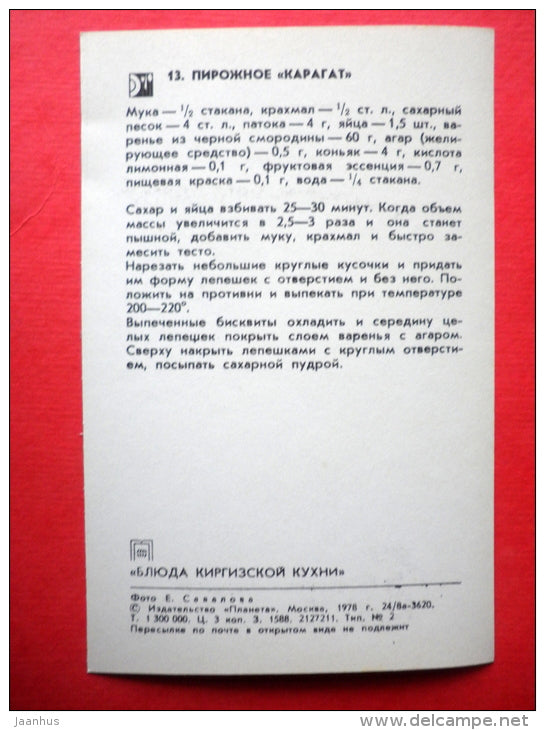 13. ПИРОЖНОЕ «КАРАГАТ»
Мука — 1/2 стакана, крахмал — 1/2 ст. л., сахарный
песок — 4 ст. л., патока — 4 г, яйца — 1,5 шт., ва-
ренье из черной смородины — 60 г, агар (жели-
рующее средство) — 0,5 г, коньяк — 4 г, кислота
лимонная — 0,1 г, фруктовая эссенция — 0,7 г,
пищевая краска — 0,1 г, вода — 1/4 стакана.
Сахар и яйца взбивать 25—30 минут. Когда объем
массы увеличится в 2,5—3 раза и она станет
пышной, добавить муку, крахмал и быстро за-
месить тесто.
Нарезать небольшие круглые кусочки и придать
им форму лепешек с отверстием и без него. По-
ложить на противни и выпекать при температуре
200—220°.
Выпеченные бисквиты охладить и середину це-
лых лепешек покрыть слоем варенья с агаром.
Сверху накрыть лепешками с круглым отверсти-
ем, посыпать сахарной пудрой.
«БЛЮДА КИРГИЗСКОЙ КУХНИ»
Фото Е. Савалова
© Издательство «Планета», Москва, 1978 г. 24/8а-3620.
Т. 1 300 000. Ц. 3 коп. З. 1588. 2127211. Тип. № 2
Пересылке по почте в открытом виде не подлежит
jaanhus
www.delcampe.net